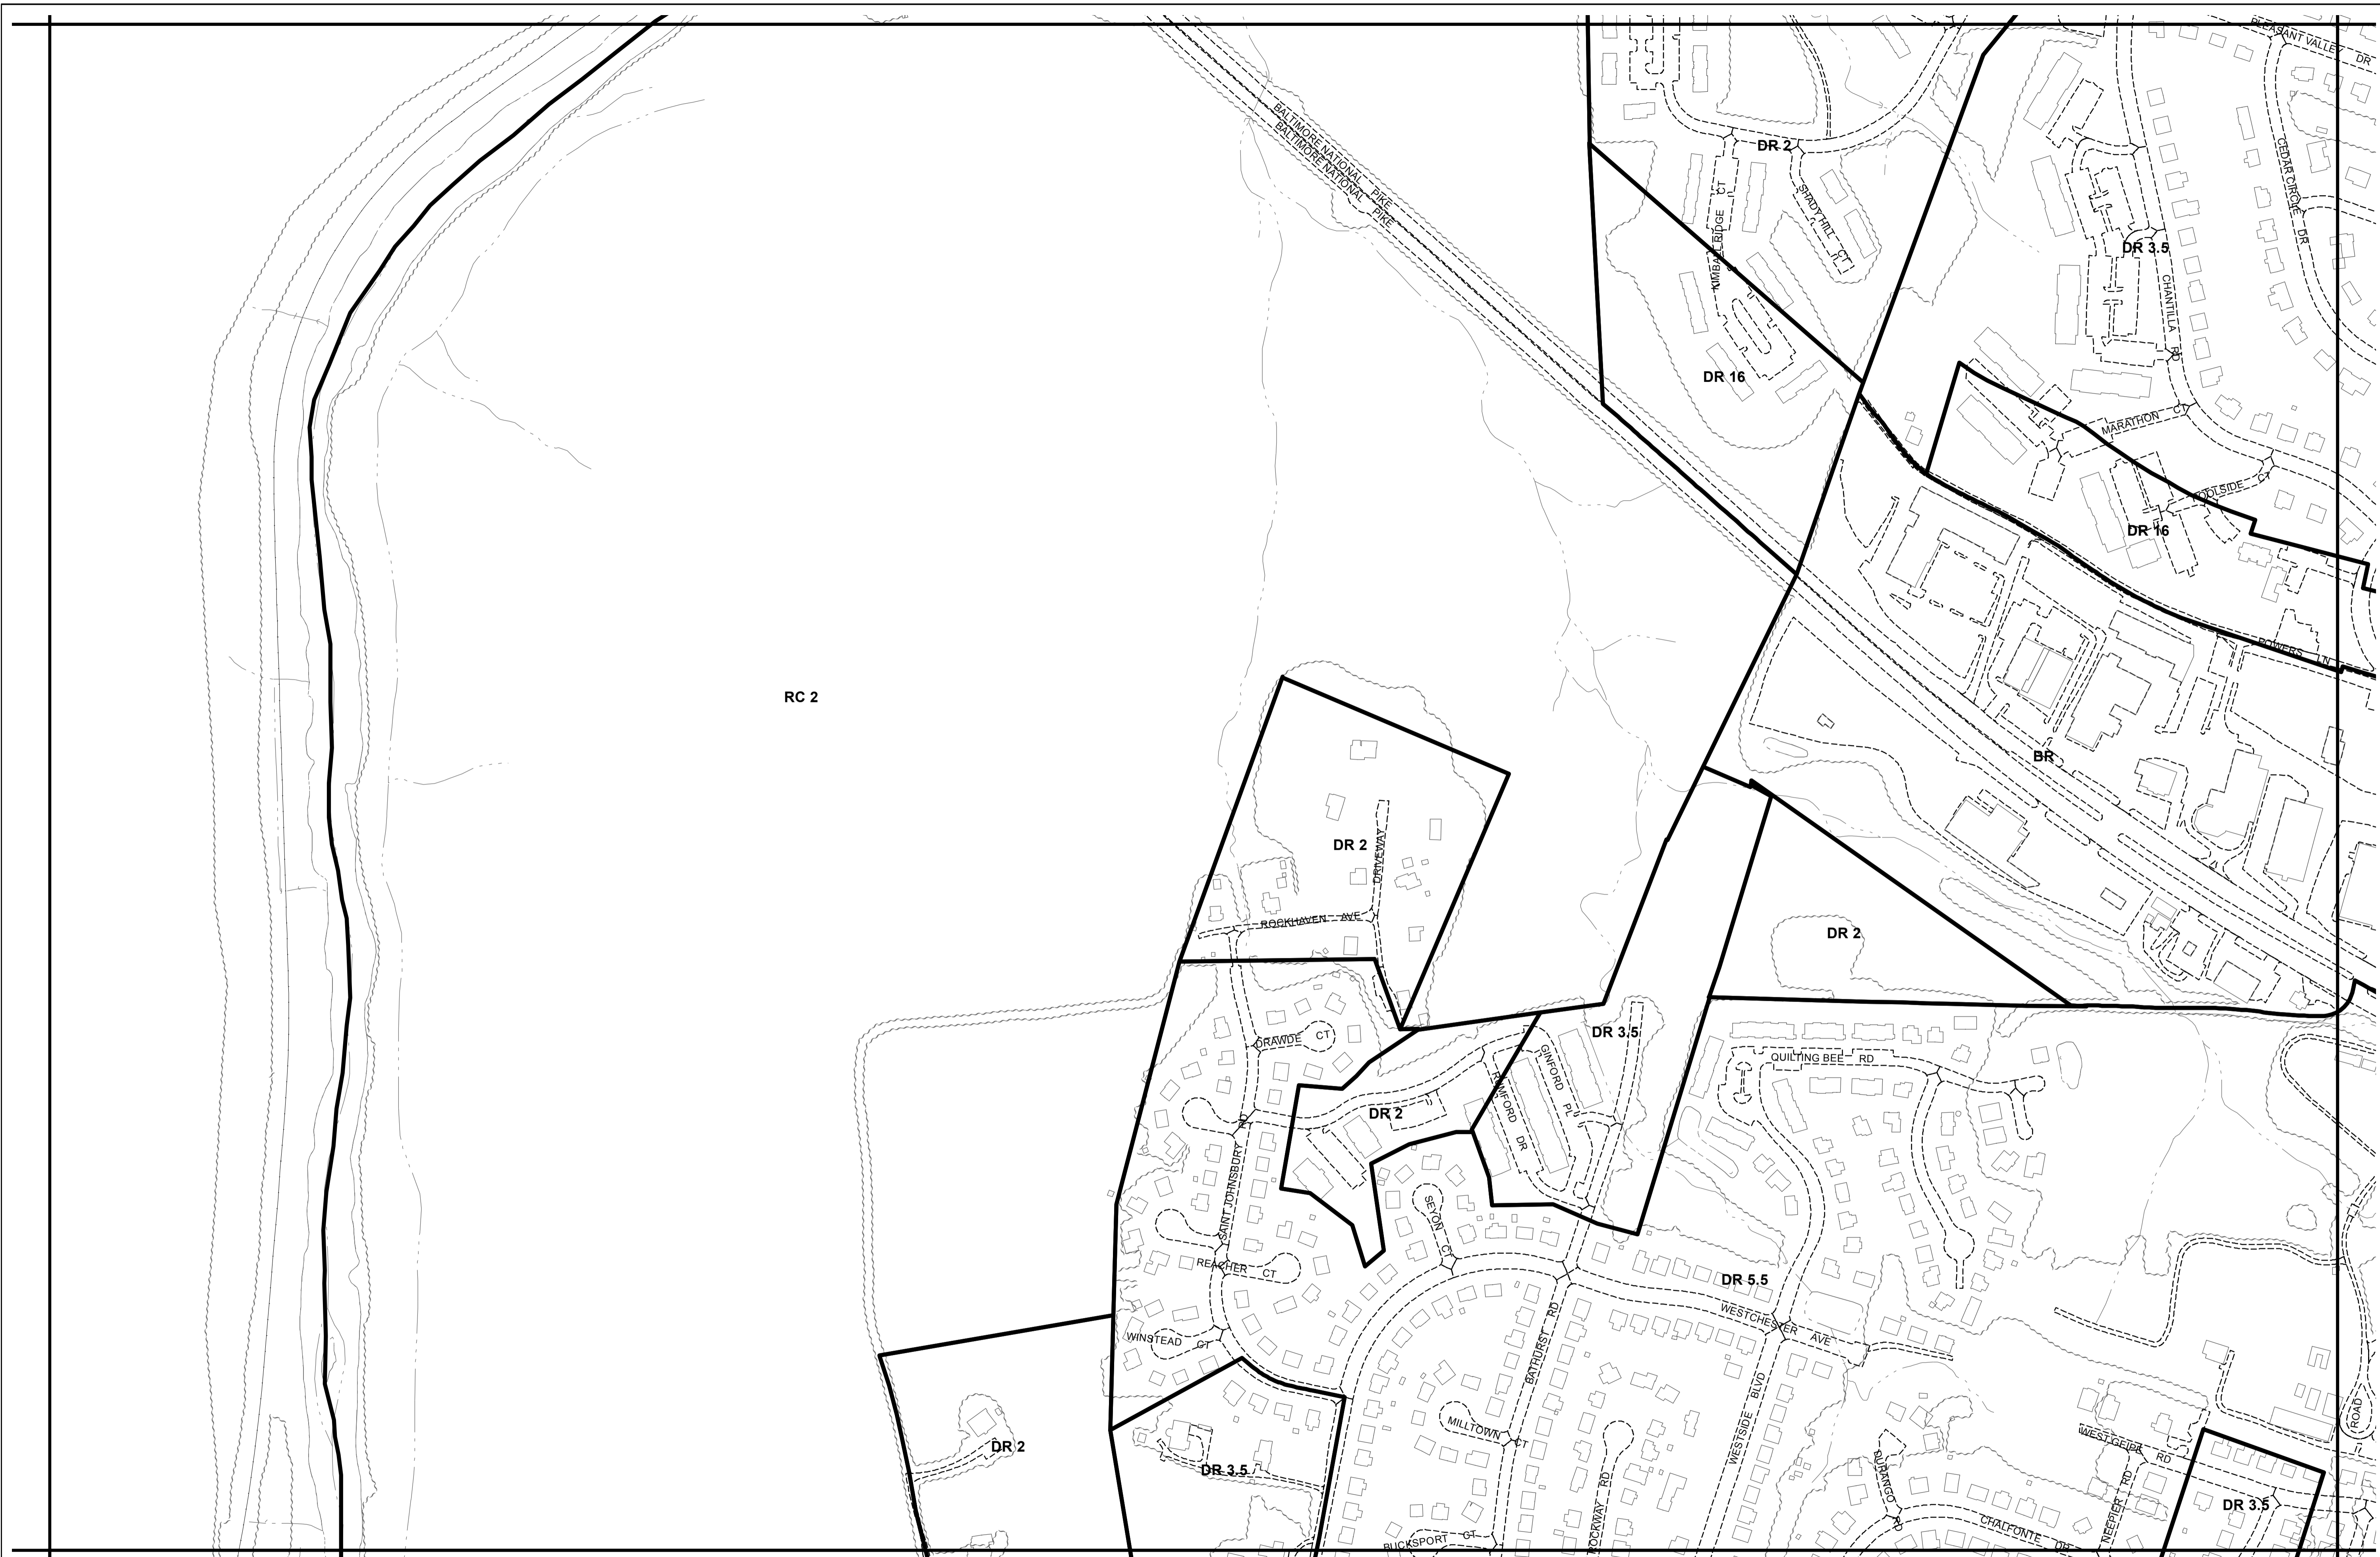 PLEASANT VALLEY DR
BALTIMORE NATIONAL PIKE
BALTIMORE NATIONAL PIKE
DR 2
KIMBALL RIDGE CT
SHADY HILL CT
CEDAR CIRCLE DR
DR 3.5
CHANTILLA RD
DR 16
MARATHON CT
POOLSIDE CT
DR 16
POWERS LN
RC 2
BR
DR 2
DRIVEWAY
ROCKHAVEN AVE
DR 2
DRAWDE CT
DR 3.5
GINFORD PL
RUMFORD DR
QUILTING BEE RD
DR 2
SAINT JOHNSBURY RD
SEYON CT
REACHER CT
DR 5.5
WESTCHESTER AVE
WINSTEAD CT
BATHURST RD
WESTSIDE BLVD
MILLTOWN CT
ROAD
DR 2
DR 3.5
WEST GEIPE RD
DURANGO RD
ROCKWAY RD
NEEPIER RD
DR 3.5
CHALFONTE DR
BUCKSPORT CT